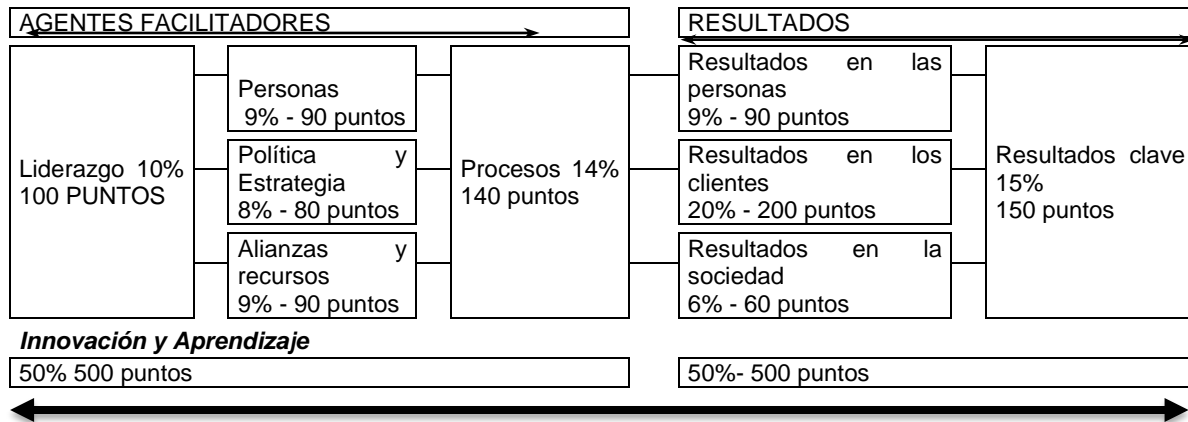 AGENTES FACILITADORES
RESULTADOS
Liderazgo 10%
100 PUNTOS
Personas
9% - 90 puntos
Política y
Estrategia
8% - 80 puntos
Alianzas y
recursos
9% - 90 puntos
Procesos 14%
140 puntos
Resultados en las
personas
9% - 90 puntos
Resultados en los
clientes
20% - 200 puntos
Resultados en la
sociedad
6% - 60 puntos
Resultados clave
15%
150 puntos
Innovación y Aprendizaje
50% 500 puntos
50%- 500 puntos